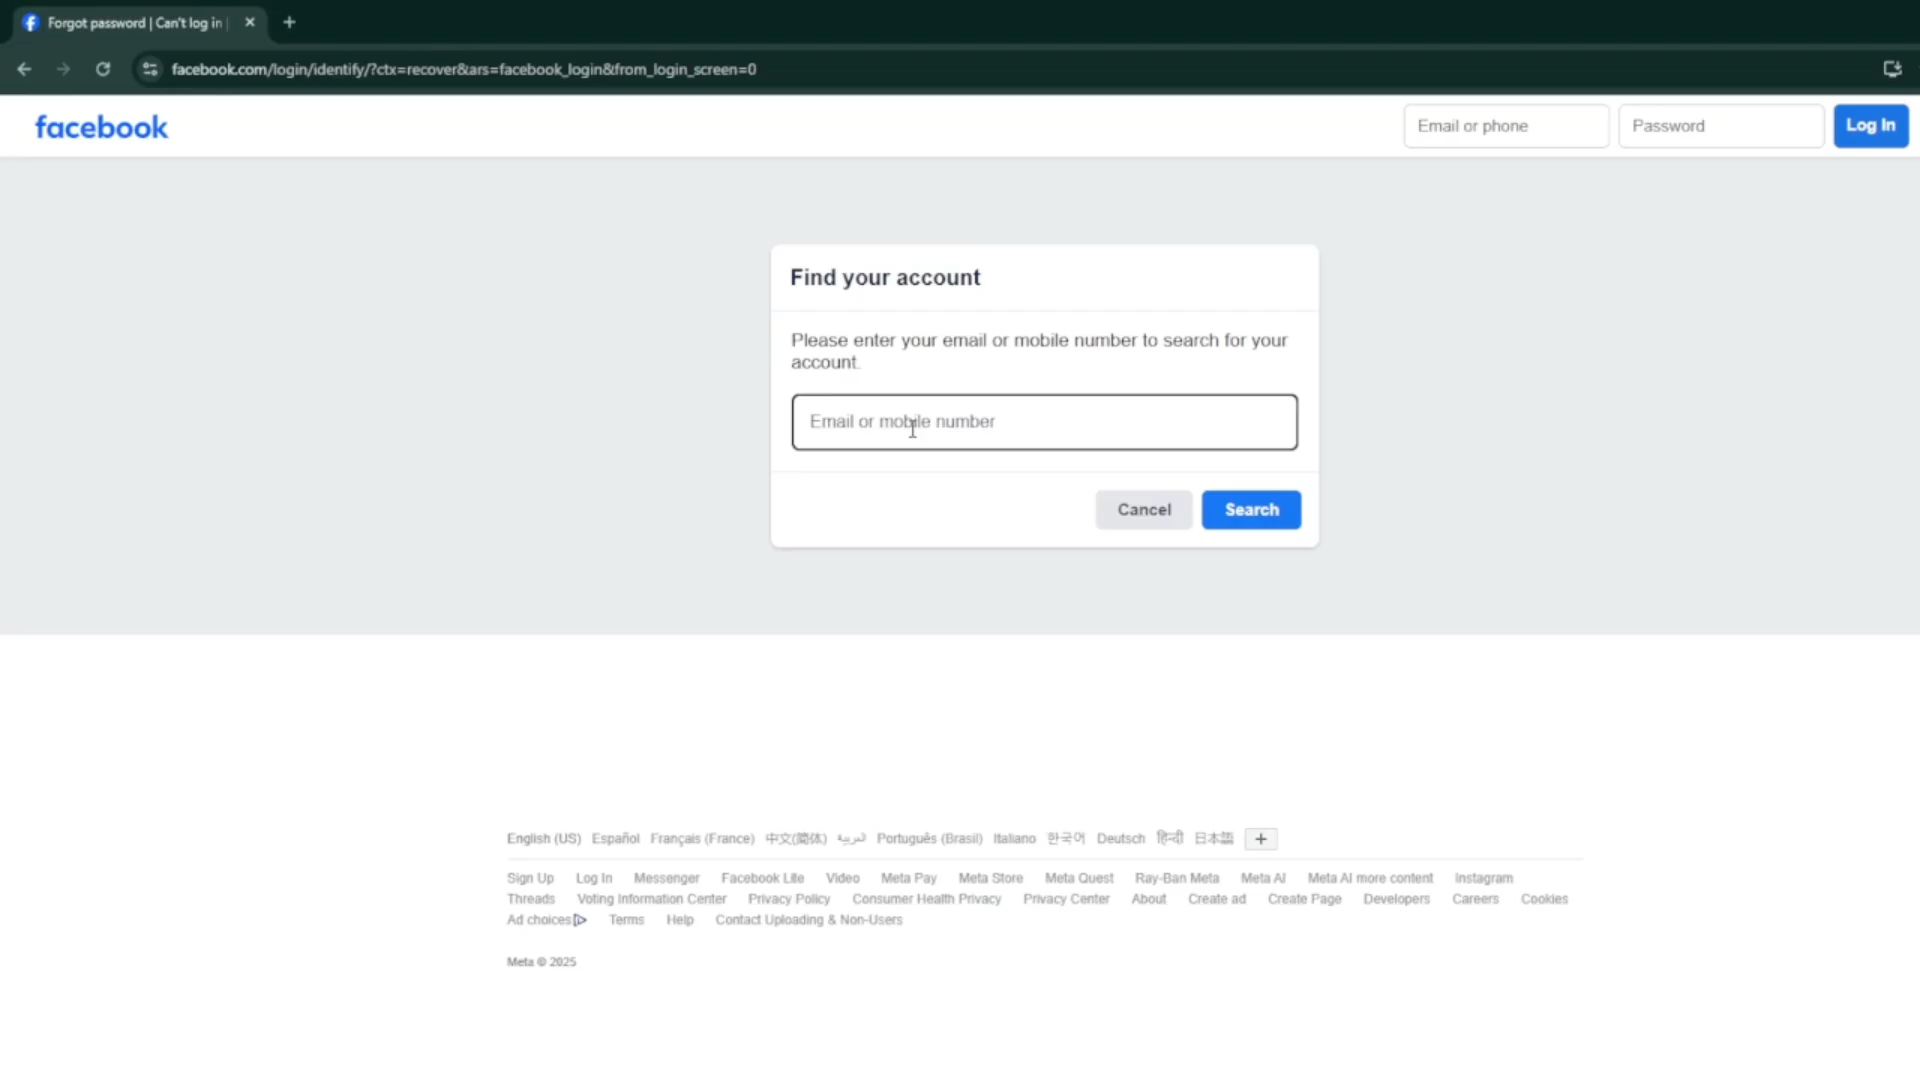 Forgot password | Can't log in |
facebook.com/login/identify/?ctx=recover&ars=facebook_login&from_login_screen=0
facebook
Email or phone
Password
Log In
Find your account
Please enter your email or mobile number to search for your
account.
Email or mobile number
Cancel
Search
English (US) Español Français (France) 中文(简体) العربية Português (Brasil) Italiano 한국어 Deutsch हिन्दी 日本語
Sign Up Log In Messenger Facebook Lite Video Meta Pay Meta Store Meta Quest Ray-Ban Meta Meta AI Meta AI more content Instagram
Threads Voting Information Center Privacy Policy Consumer Health Privacy Privacy Center About Create ad Create Page Developers Careers Cookies
Ad choices Terms Help Contact Uploading & Non-Users
Meta © 2025